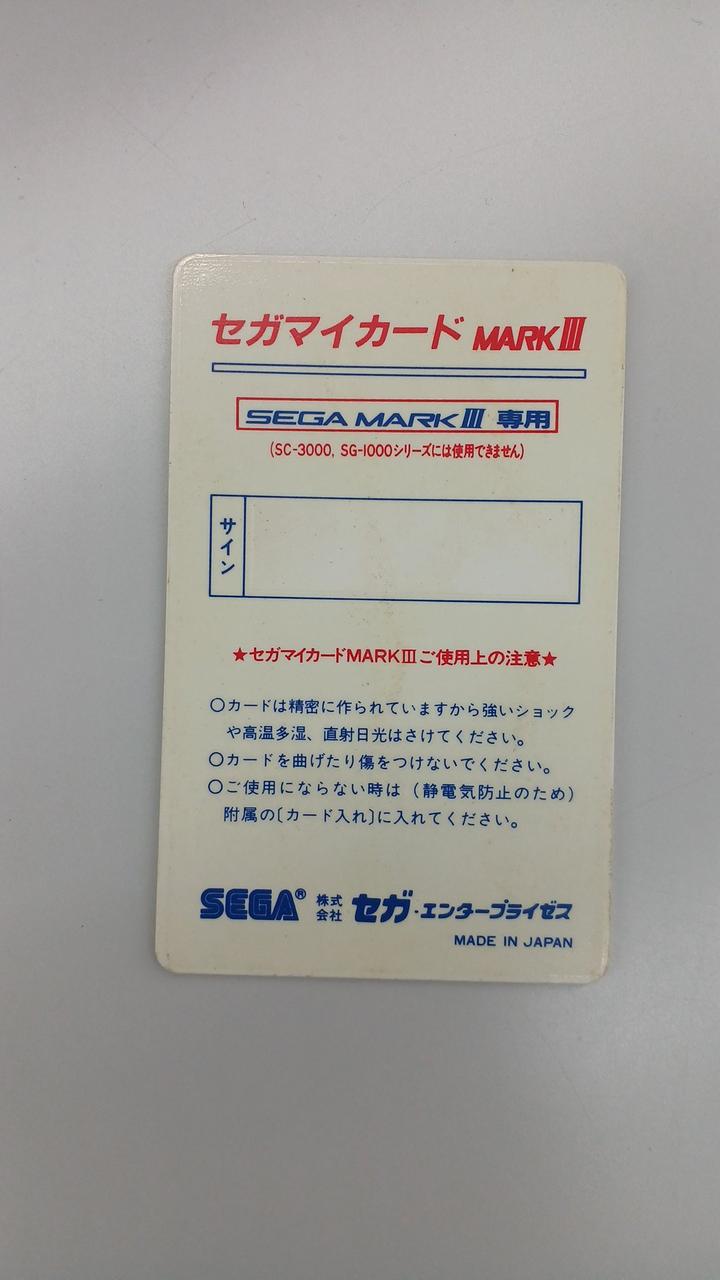 セガマイカード MARKⅢ
SEGA MARKⅢ 専用
(SC-3000, SG-1000シリーズには使用できません)
サイン
★セガマイカードMARKⅢご使用上の注意★
○カードは精密に作られていますから強いショック
や高温多湿、直射日光はさけてください。
○カードを曲げたり傷をつけないでください。
○ご使用にならない時は(静電気防止のため)
附属の〔カード入れ〕に入れてください。
SEGA® 株式会社 セガ・エンタープライゼス
MADE IN JAPAN